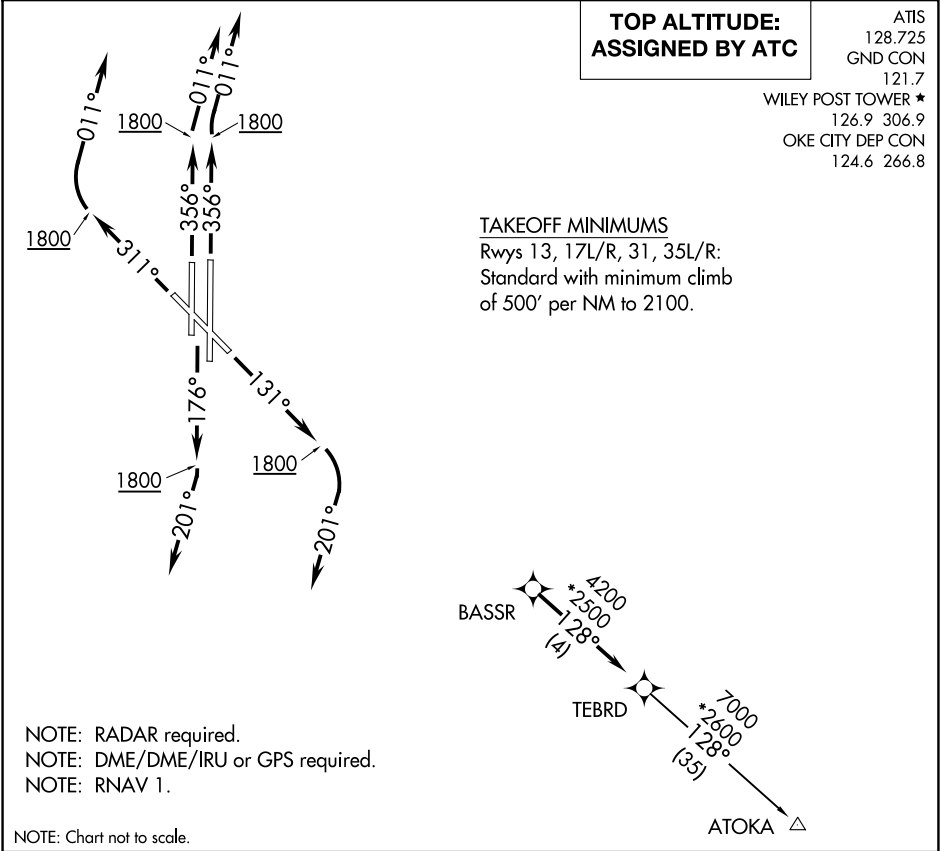 TOP ALTITUDE:
ASSIGNED BY ATC
ATIS
128.725
GND CON
121.7
WILEY POST TOWER ★
126.9 306.9
OKE CITY DEP CON
124.6 266.8
011°
011°
011°
1800
1800
356°
356°
1800
311°
TAKEOFF MINIMUMS
Rwys 13, 17L/R, 31, 35L/R:
Standard with minimum climb
of 500' per NM to 2100.
176°
131°
1800
1800
201°
201°
BASSR
4200
*2500
128°
(4)
TEBRD
7000
*2600
128°
(35)
ATOKA
NOTE: RADAR required.
NOTE: DME/DME/IRU or GPS required.
NOTE: RNAV 1.
NOTE: Chart not to scale.